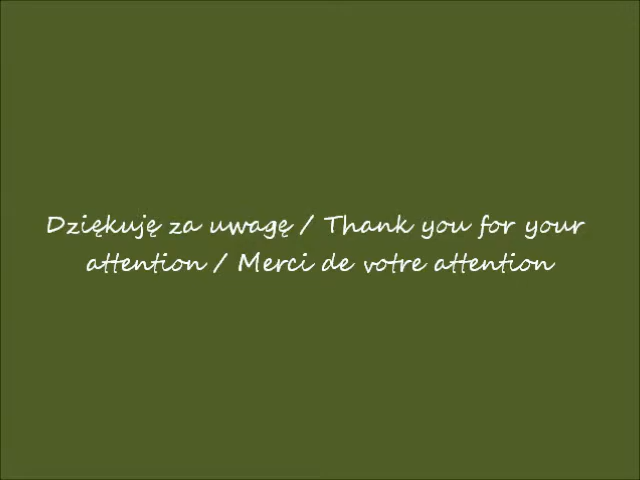 Dziękuję za uwagę / Thank you for your
attention / Merci de votre attention